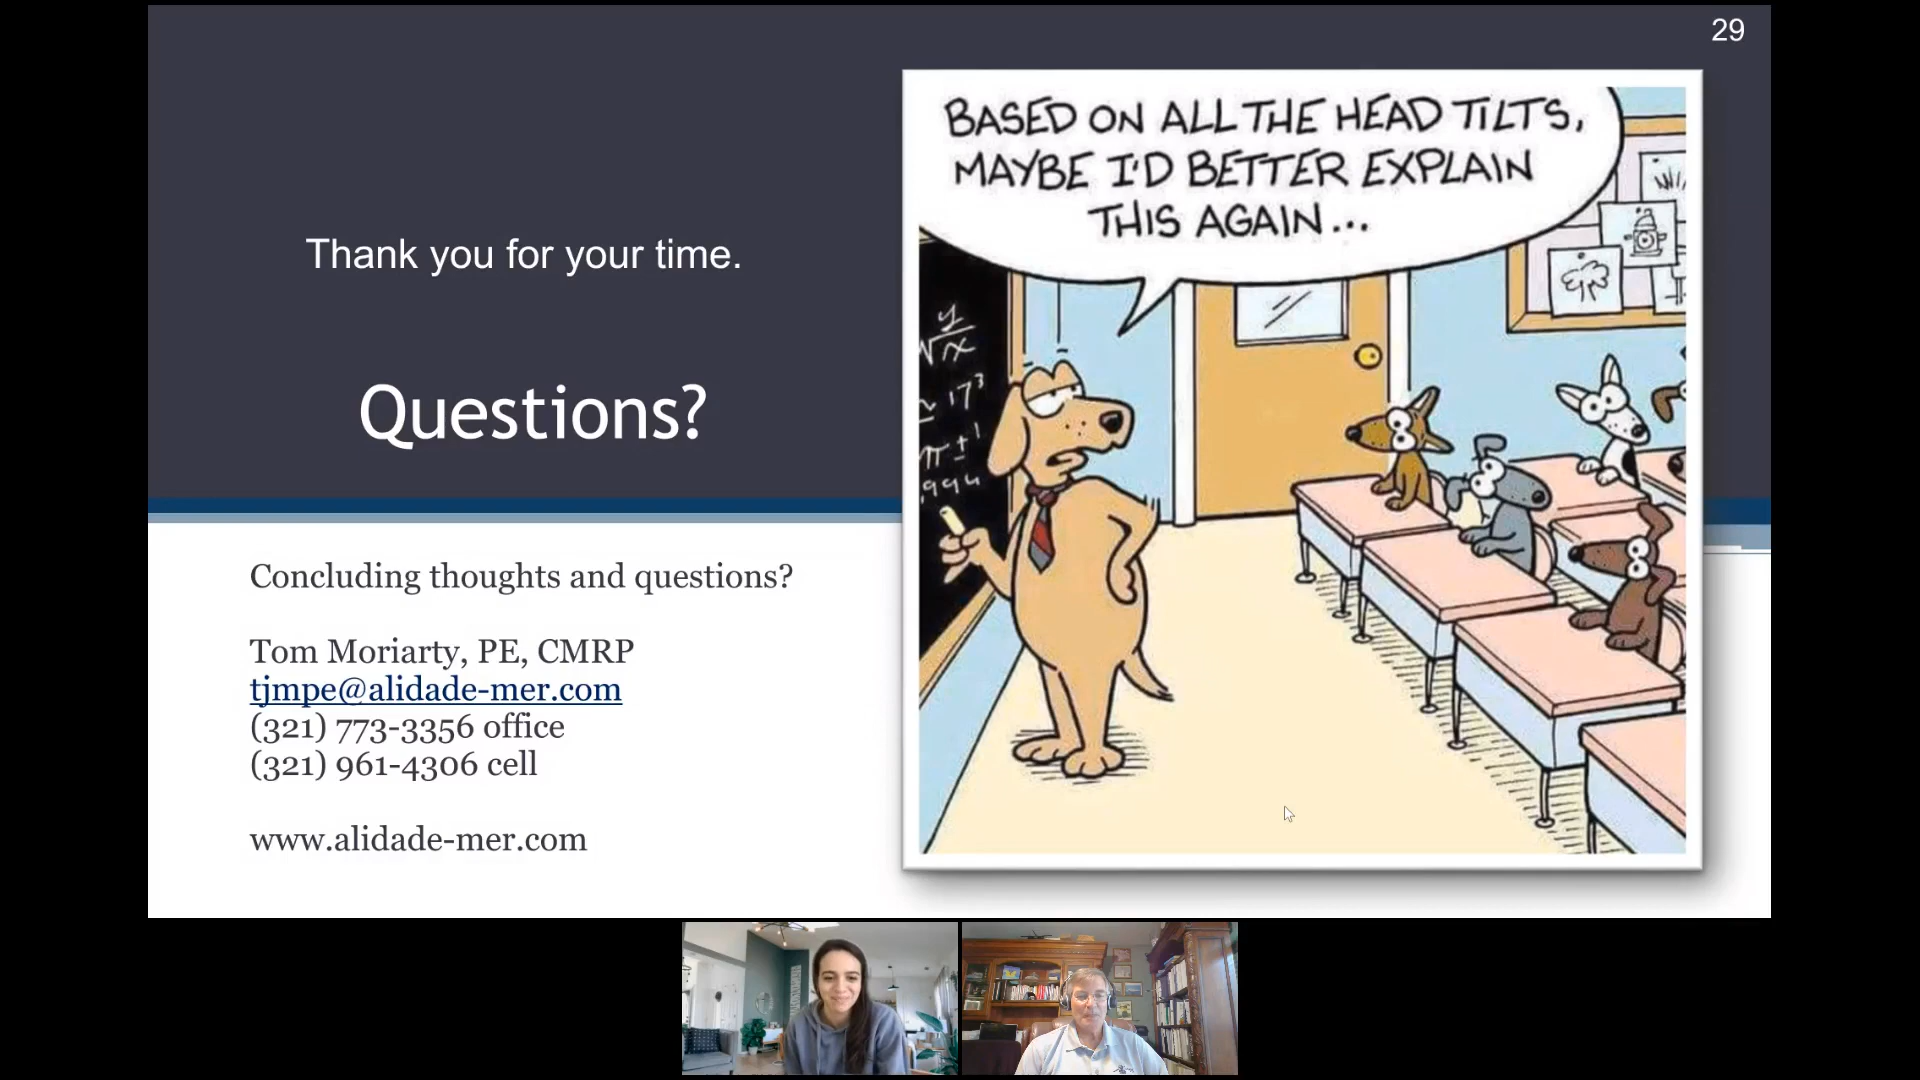 29
Thank you for your time.
Questions?
BASED ON ALL THE HEAD TILTS,
MAYBE I'D BETTER EXPLAIN
THIS AGAIN...
y
√x
17³
π ± 1
Concluding thoughts and questions?
Tom Moriarty, PE, CMRP
tjmpe@alidade-mer.com
(321) 773-3356 office
(321) 961-4306 cell
www.alidade-mer.com